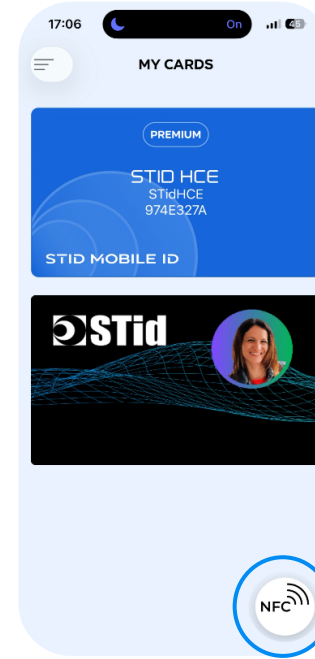 17:06 On 45
MY CARDS
PREMIUM
STID HCE
STidHCE
974E327A
STID MOBILE ID
STid
NFC